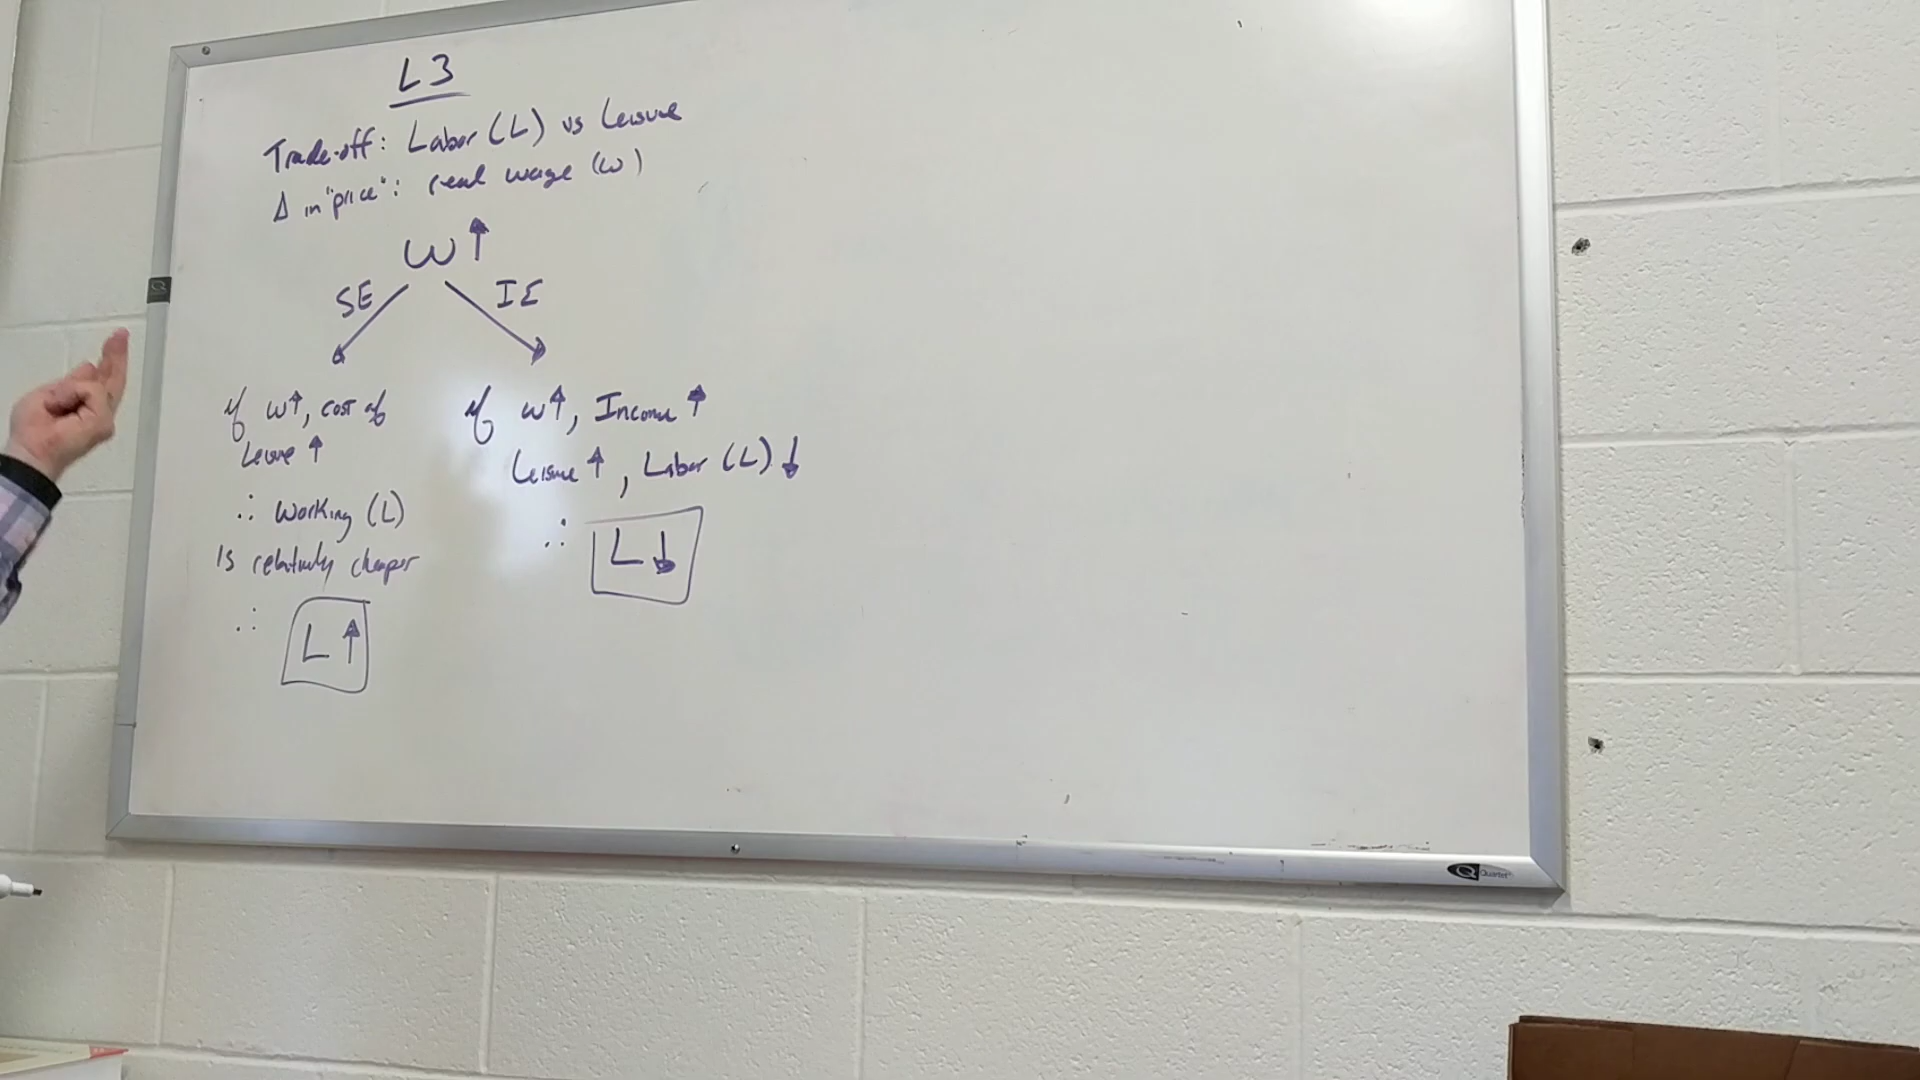 L3
Trade-off: Labor (L) vs Leisure
Δ in "price": real wage (w)
W↑
SE
IE
if w↑, cost of
Leisure ↑
∴ Working (L)
is relatively cheaper
∴ L↑
if w↑, Income ↑
Leisure ↑, Labor (L) ↓
∴ L↓
Quartet